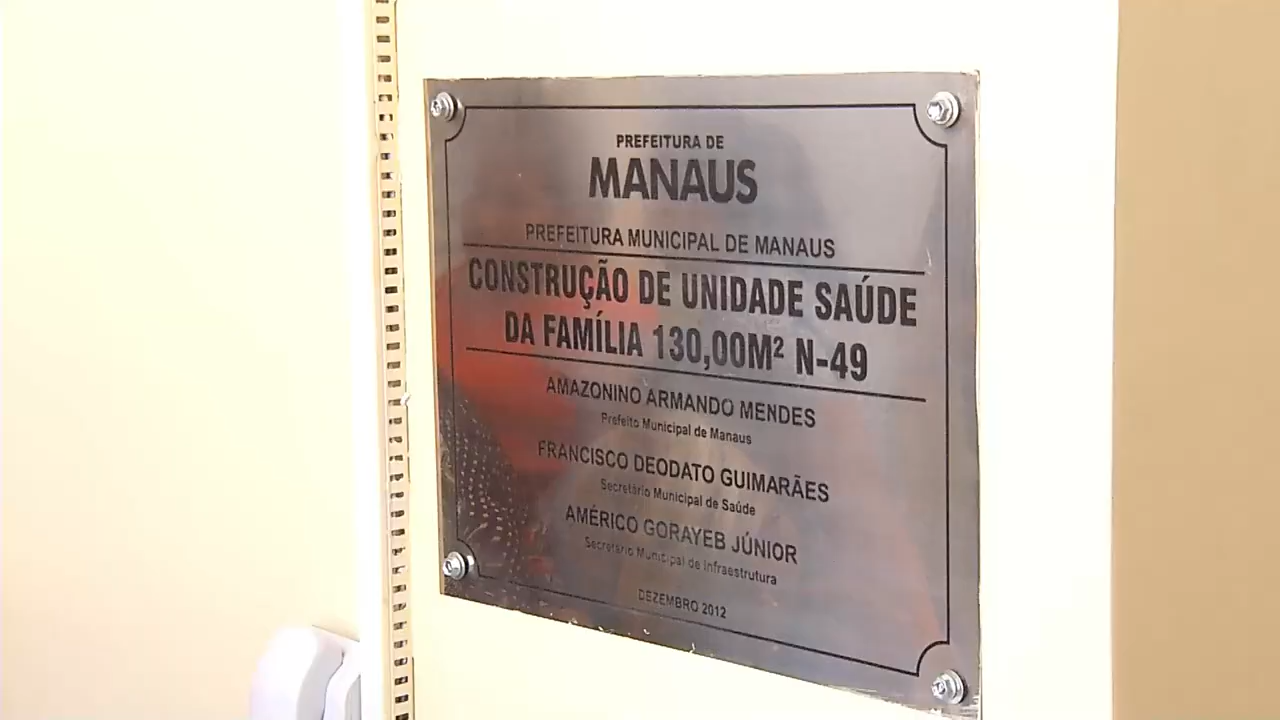 PREFEITURA DE
MANAUS
PREFEITURA MUNICIPAL DE MANAUS
CONSTRUÇÃO DE UNIDADE SAÚDE
DA FAMÍLIA 130,00M² N-49
AMAZONINO ARMANDO MENDES
Prefeito Municipal de Manaus
FRANCISCO DEODATO GUIMARÃES
Secretário Municipal de Saúde
AMÉRICO GORAYEB JÚNIOR
Secretário Municipal de Infraestrutura
DEZEMBRO 2012